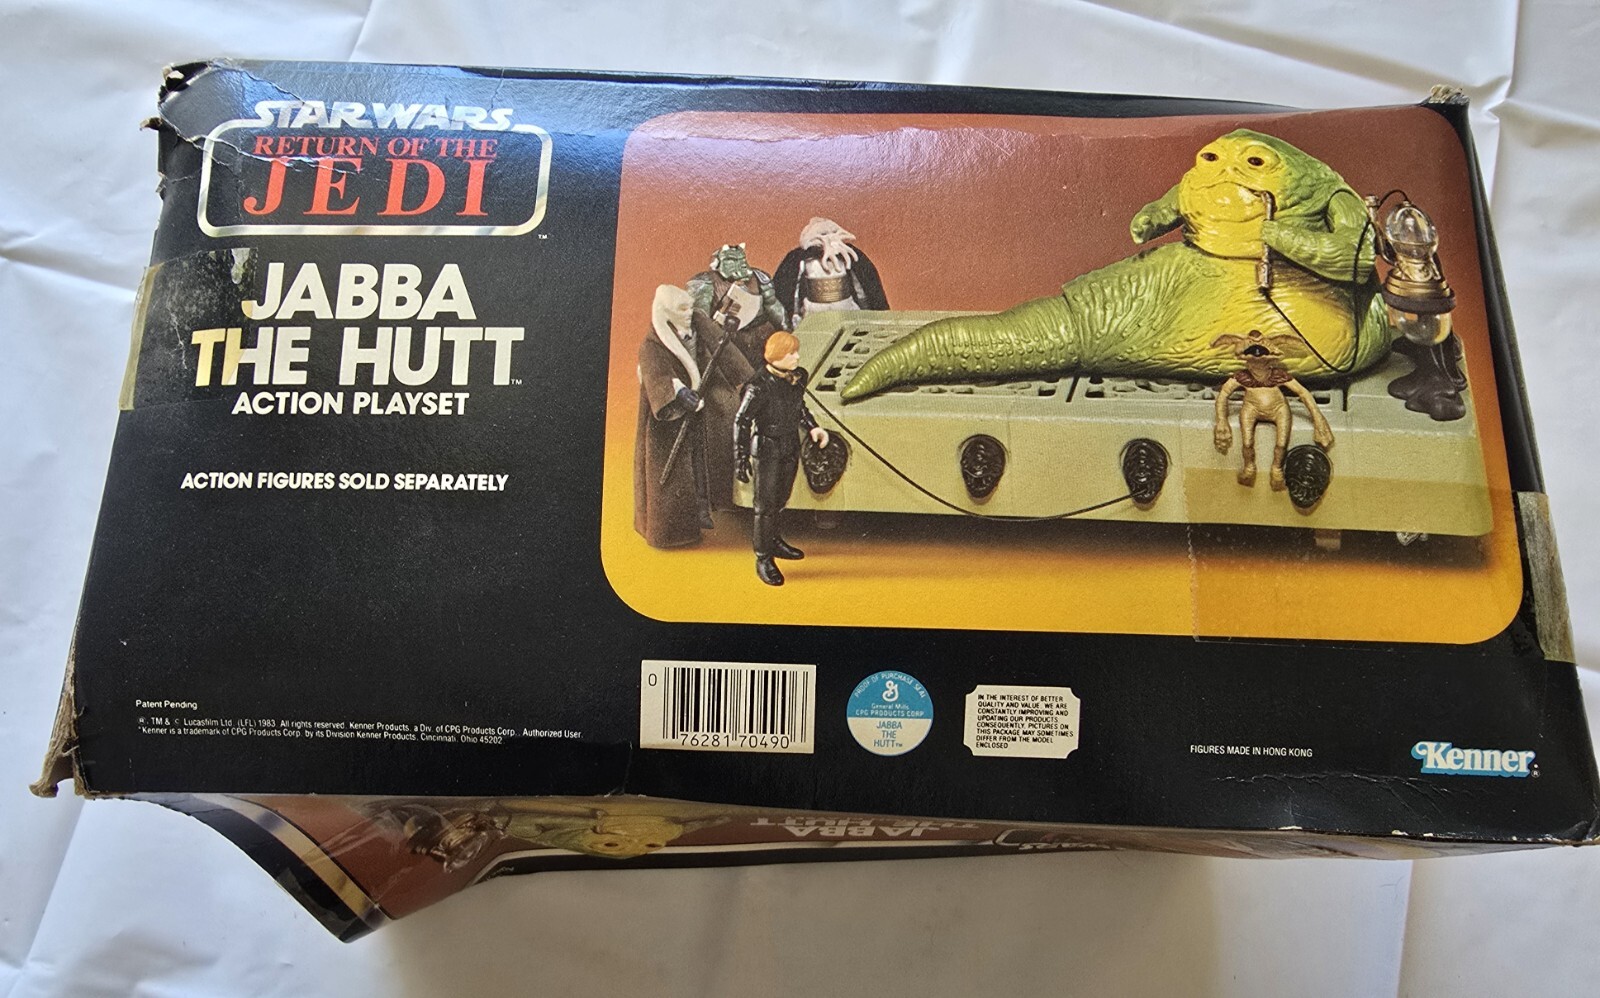 STAR WARS
RETURN OF THE
JEDI
TM
JABBA
THE HUTT™
ACTION PLAYSET
ACTION FIGURES SOLD SEPARATELY
Patent Pending
®, TM & © Lucasfilm Ltd. (LFL) 1983 All rights reserved. Kenner Products, a Div. of CPG Products Corp., Authorized User.
"Kenner is a trademark of CPG Products Corp. by its Division Kenner Products, Cincinnati, Ohio 45202
0
76281 70490
PROOF OF PURCHASE SEAL
General Mills
CPG PRODUCTS CORP
JABBA
THE
HUTT™
IN THE INTEREST OF BETTER
QUALITY AND VALUE, WE ARE
CONSTANTLY IMPROVING AND
UPDATING OUR PRODUCTS.
CONSEQUENTLY, PICTURES ON
THIS PACKAGE MAY SOMETIMES
DIFFER FROM THE MODEL
ENCLOSED
FIGURES MADE IN HONG KONG
Kenner®
JABBA
THE HUTT
WARS